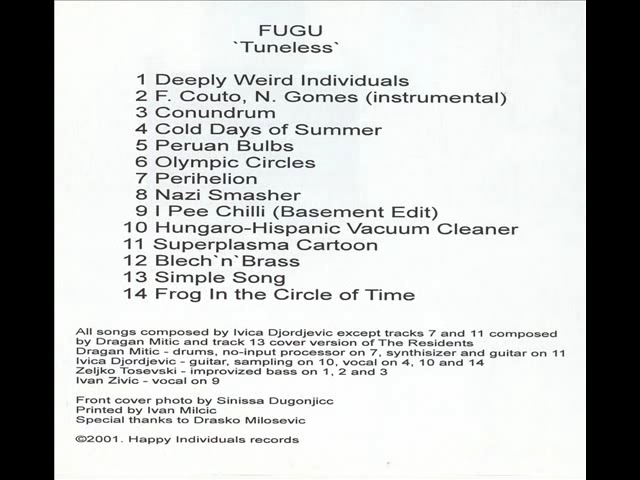 FUGU
`Tuneless`
1 Deeply Weird Individuals
2 F. Couto, N. Gomes (instrumental)
3 Conundrum
4 Cold Days of Summer
5 Peruan Bulbs
6 Olympic Circles
7 Perihelion
8 Nazi Smasher
9 I Pee Chilli (Basement Edit)
10 Hungaro-Hispanic Vacuum Cleaner
11 Superplasma Cartoon
12 Blech`n`Brass
13 Simple Song
14 Frog In the Circle of Time
All songs composed by Ivica Djordjevic except tracks 7 and 11 composed
by Dragan Mitic and track 13 cover version of The Residents
Dragan Mitic - drums, no-input processor on 7, synthisizer and guitar on 11
Ivica Djordjevic - guitar, sampling on 10, vocal on 4, 10 and 14
Zeljko Tosevski - improvized bass on 1, 2 and 3
Ivan Zivic - vocal on 9
Front cover photo by Sinissa Dugonjicc
Printed by Ivan Milcic
Special thanks to Drasko Milosevic
©2001. Happy Individuals records